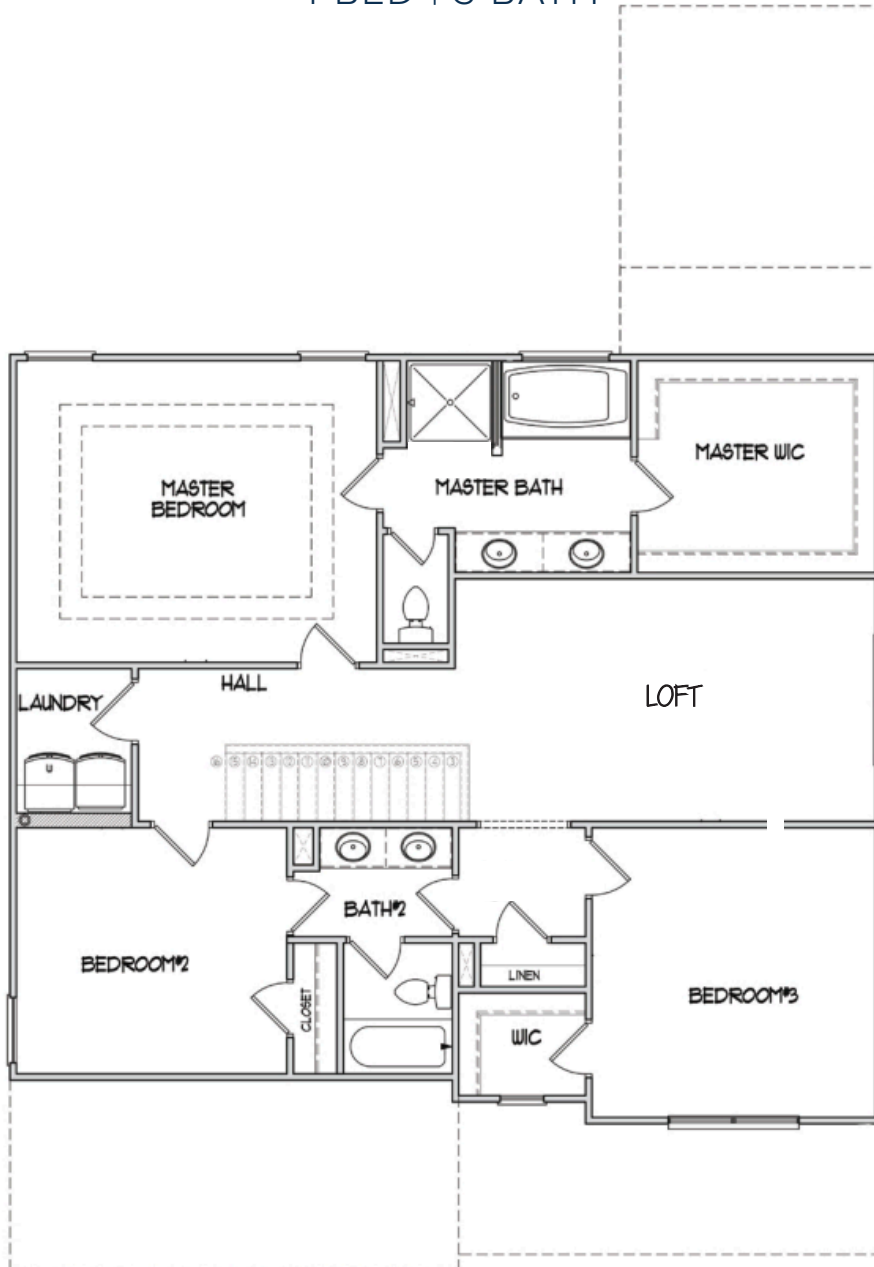 MASTER WIC
MASTER
BEDROOM
MASTER BATH
HALL
LAUNDRY
LOFT
BATH#2
BEDROOM#2
LINEN
CLOSET
BEDROOM#3
WIC